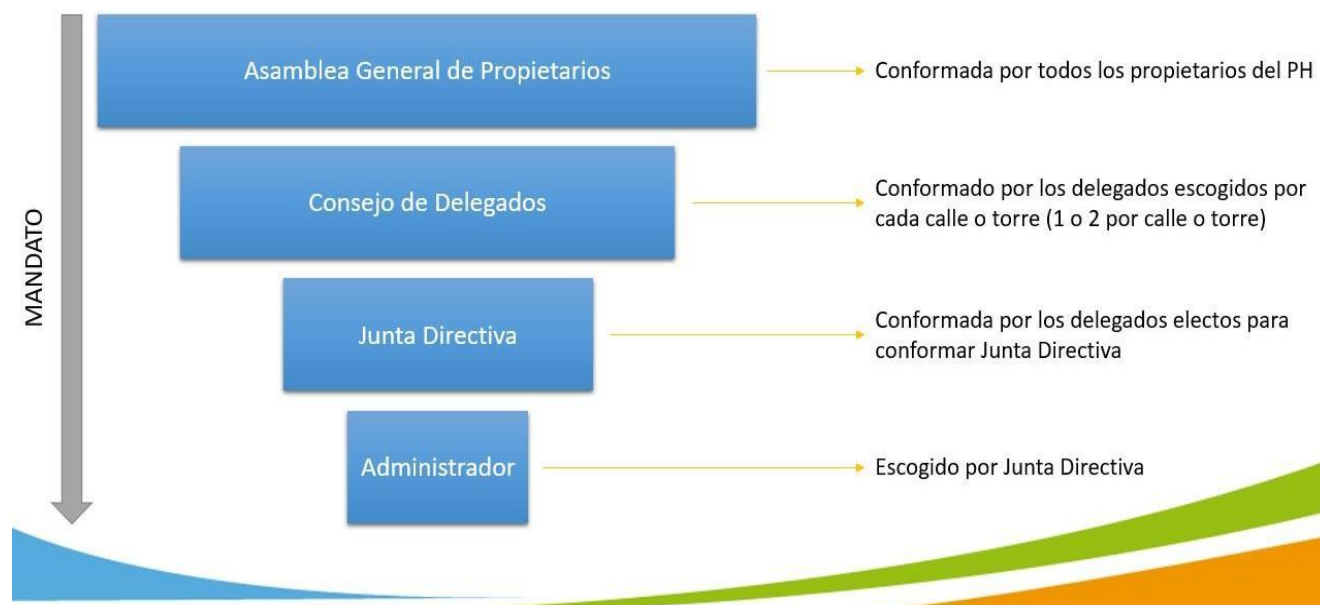 MANDATO
Asamblea General de Propietarios
Conformada por todos los propietarios del PH
Consejo de Delegados
Conformado por los delegados escogidos por
cada calle o torre (1 o 2 por calle o torre)
Junta Directiva
Conformada por los delegados electos para
conformar Junta Directiva
Administrador
Escogido por Junta Directiva